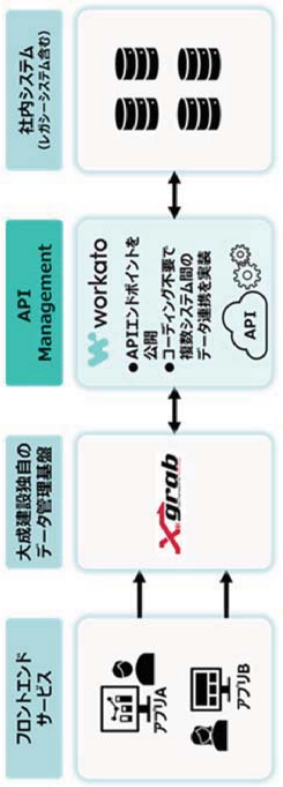 フロントエンド
サービス
アプリA
アプリB
大成建設独自の
データ管理基盤
X-grab
API
Management
workato
●APIエンドポイントを
公開
●コーディング不要で
複数システム間の
データ連携を実装
API
社内システム
(レガシーシステム含む)